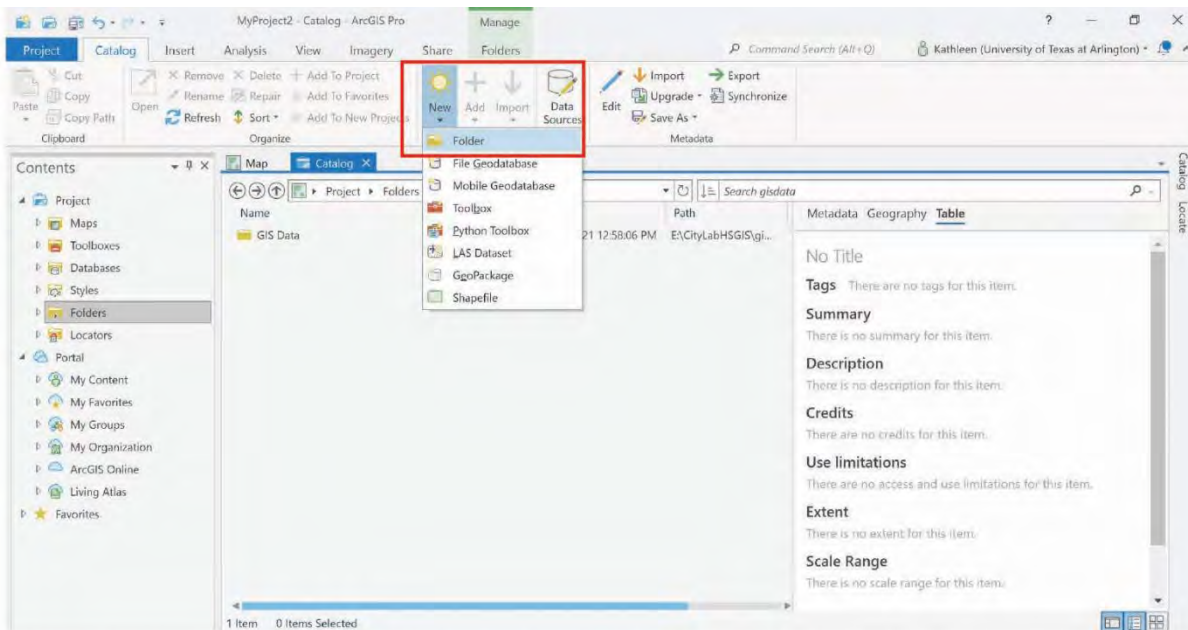 MyProject2 - Catalog - ArcGIS Pro
Manage
?
Project Catalog Insert Analysis View Imagery Share Folders
Command Search (Alt+Q)
Kathleen (University of Texas at Arlington)
Paste
Cut
Copy
Copy Path
Clipboard
Open
Remove Delete Add To Project
Rename Repair Add To Favorites
Refresh Sort Add To New Projects
Organize
New Add Import Data Sources
Folder
File Geodatabase
Mobile Geodatabase
Toolbox
Python Toolbox
LAS Dataset
GeoPackage
Shapefile
Edit
Import Export
Upgrade Synchronize
Save As
Metadata
Contents
Project
Maps
Toolboxes
Databases
Styles
Folders
Locators
Portal
My Content
My Favorites
My Groups
My Organization
ArcGIS Online
Living Atlas
Favorites
Map Catalog
Project Folders
Search gisdata
Name Path
GIS Data 21 12:58:06 PM E:\CityLabHSGIS\gi...
Metadata Geography Table
No Title
Tags There are no tags for this item.
Summary
There is no summary for this item.
Description
There is no description for this item.
Credits
There are no credits for this item.
Use limitations
There are no access and use limitations for this item.
Extent
There is no extent for this item.
Scale Range
There is no scale range for this item.
Catalog
Locate
1 Item 0 Items Selected